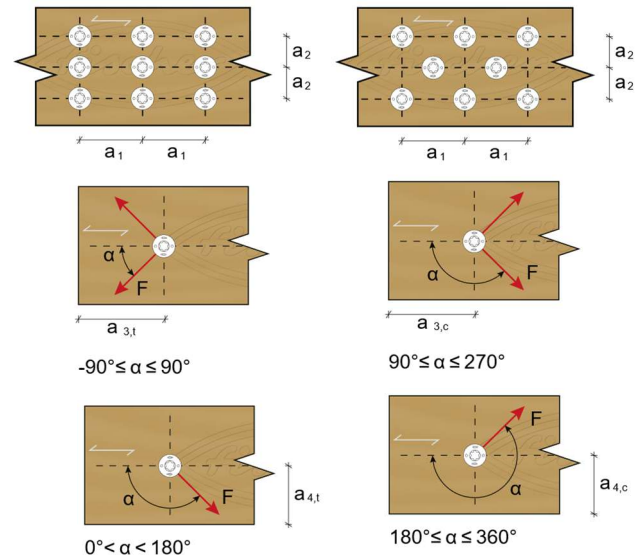 a2
a2
a1 a1
a2
a2
a1 a1
α
F
a3,t
-90°≤ α ≤ 90°
α
F
a3,c
90°≤ α ≤ 270°
α
F
a4,t
0°< α < 180°
F
α
a4,c
180°≤ α ≤ 360°